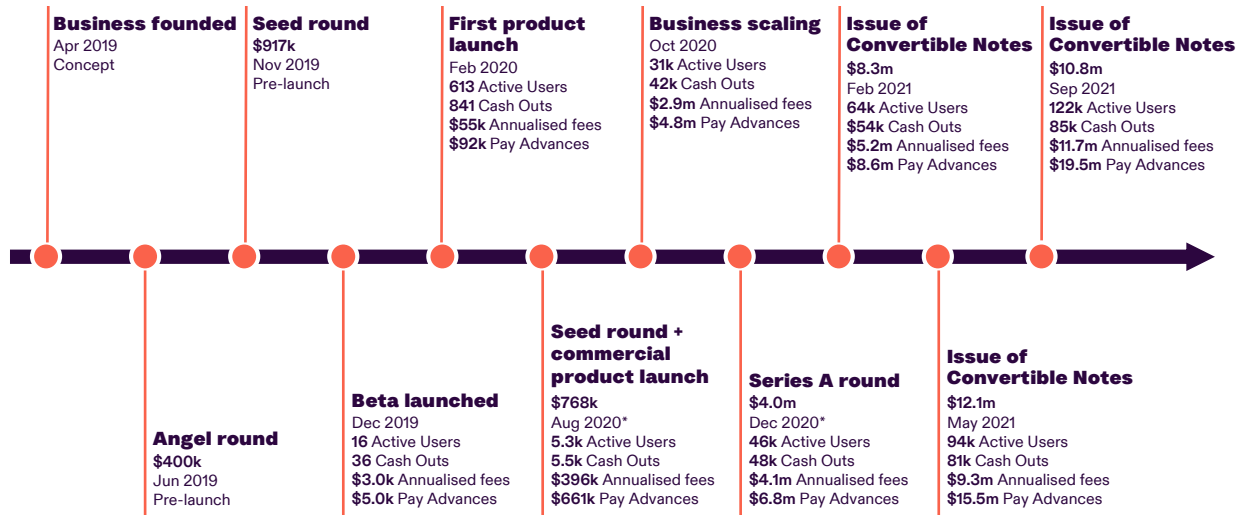 Business founded
Apr 2019
Concept
Seed round
$917k
Nov 2019
Pre-launch
First product
launch
Feb 2020
613 Active Users
841 Cash Outs
$55k Annualised fees
$92k Pay Advances
Business scaling
Oct 2020
31k Active Users
42k Cash Outs
$2.9m Annualised fees
$4.8m Pay Advances
Issue of
Convertible Notes
$8.3m
Feb 2021
64k Active Users
$54k Cash Outs
$5.2m Annualised fees
$8.6m Pay Advances
Issue of
Convertible Notes
$10.8m
Sep 2021
122k Active Users
85k Cash Outs
$11.7m Annualised fees
$19.5m Pay Advances
Angel round
$400k
Jun 2019
Pre-launch
Beta launched
Dec 2019
16 Active Users
36 Cash Outs
$3.0k Annualised fees
$5.0k Pay Advances
Seed round +
commercial
product launch
$768k
Aug 2020*
5.3k Active Users
5.5k Cash Outs
$396k Annualised fees
$661k Pay Advances
Series A round
$4.0m
Dec 2020*
46k Active Users
48k Cash Outs
$4.1m Annualised fees
$6.8m Pay Advances
Issue of
Convertible Notes
$12.1m
May 2021
94k Active Users
81k Cash Outs
$9.3m Annualised fees
$15.5m Pay Advances